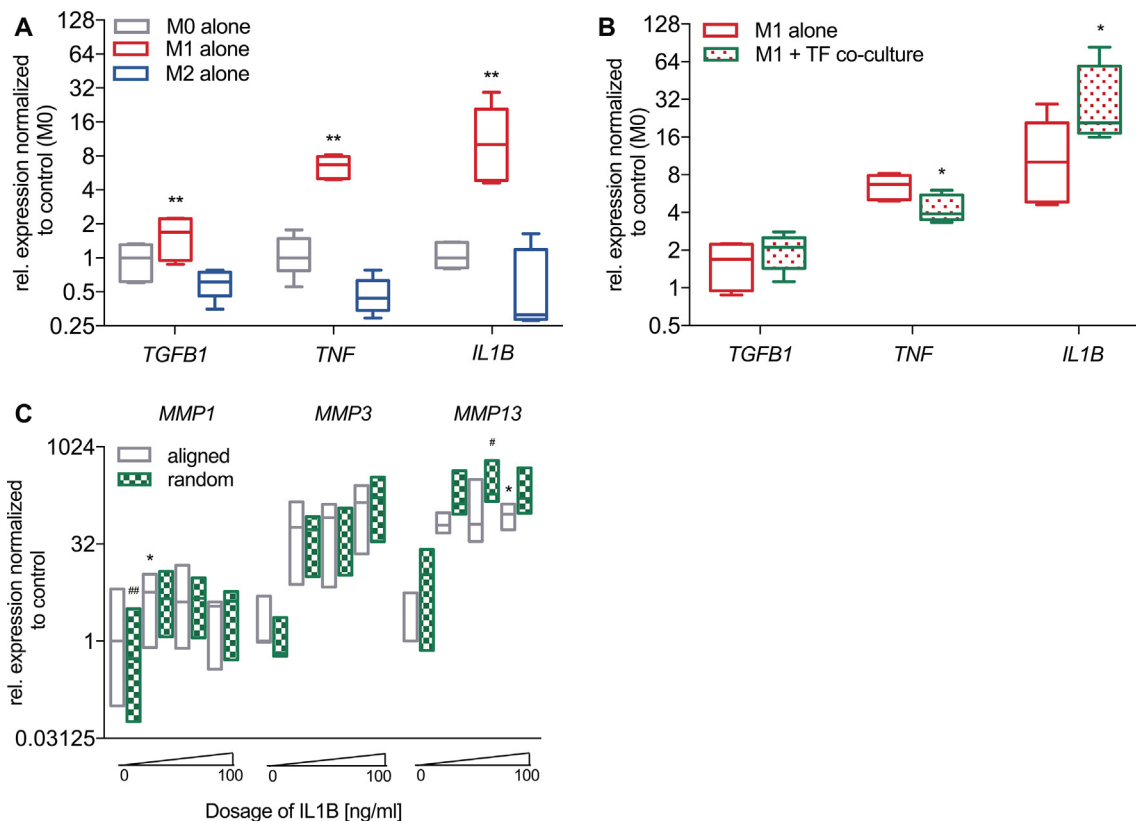 A
128
64
32
16
8
4
2
1
0.5
0.25
rel. expression normalized
to control (M0)
M0 alone
M1 alone
M2 alone
**
**
**
TGFB1
TNF
IL1B
B
128
64
32
16
8
4
2
1
0.5
rel. expression normalized
to control (M0)
M1 alone
M1 + TF co-culture
*
*
TGFB1
TNF
IL1B
C
MMP1
MMP3
MMP13
1024
32
1
0.03125
rel. expression normalized
to control
aligned
random
##
*
#
*
0
100
0
100
0
100
Dosage of IL1B [ng/ml]